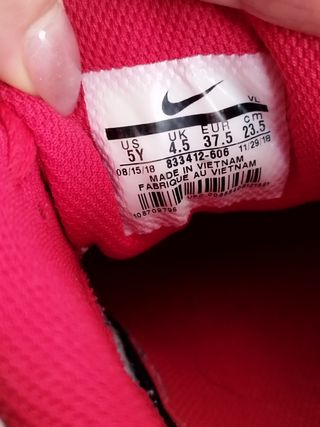 VL
US UK EUR cm
5Y 4.5 37.5 23.5
833412-606
08/15/18 11/29/18
MADE IN VIETNAM
FABRIQUE AU VIETNAM